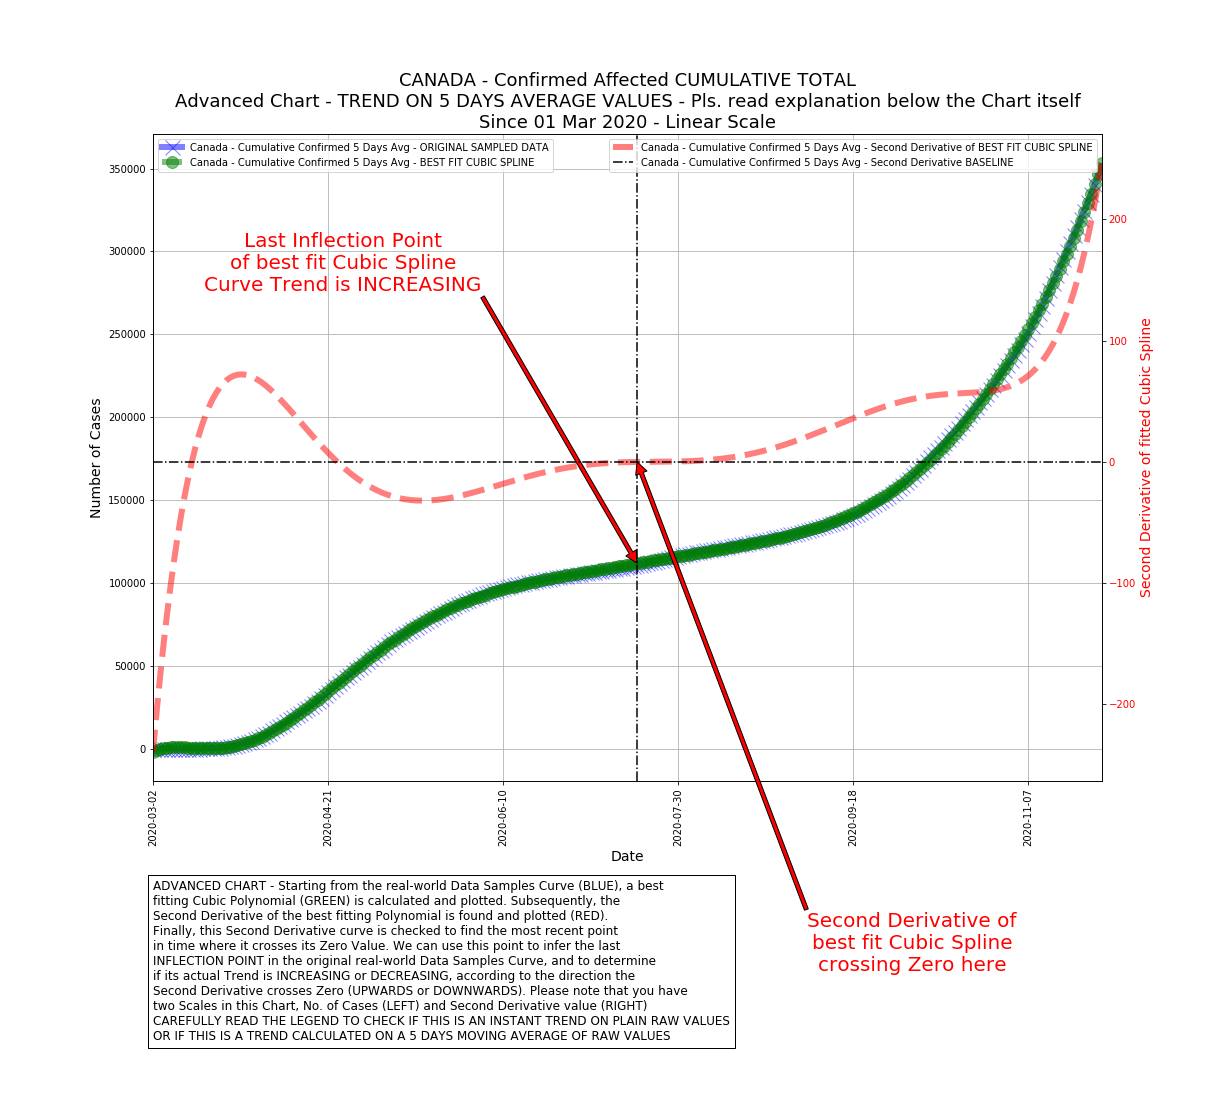 CANADA - Confirmed Affected CUMULATIVE TOTAL
Advanced Chart - TREND ON 5 DAYS AVERAGE VALUES - Pls. read explanation below the Chart itself
Since 01 Mar 2020 - Linear Scale
Canada - Cumulative Confirmed 5 Days Avg - ORIGINAL SAMPLED DATA
Canada - Cumulative Confirmed 5 Days Avg - BEST FIT CUBIC SPLINE
Canada - Cumulative Confirmed 5 Days Avg - Second Derivative of BEST FIT CUBIC SPLINE
Canada - Cumulative Confirmed 5 Days Avg - Second Derivative BASELINE
Number of Cases
350000
300000
250000
200000
150000
100000
50000
0
Last Inflection Point
of best fit Cubic Spline
Curve Trend is INCREASING
200
100
0
−100
−200
Second Derivative of fitted Cubic Spline
2020-03-02
2020-04-21
2020-06-10
2020-07-30
2020-09-18
2020-11-07
Date
Second Derivative of
best fit Cubic Spline
crossing Zero here
ADVANCED CHART - Starting from the real-world Data Samples Curve (BLUE), a best
fitting Cubic Polynomial (GREEN) is calculated and plotted. Subsequently, the
Second Derivative of the best fitting Polynomial is found and plotted (RED).
Finally, this Second Derivative curve is checked to find the most recent point
in time where it crosses its Zero Value. We can use this point to infer the last
INFLECTION POINT in the original real-world Data Samples Curve, and to determine
if its actual Trend is INCREASING or DECREASING, according to the direction the
Second Derivative crosses Zero (UPWARDS or DOWNWARDS). Please note that you have
two Scales in this Chart, No. of Cases (LEFT) and Second Derivative value (RIGHT)
CAREFULLY READ THE LEGEND TO CHECK IF THIS IS AN INSTANT TREND ON PLAIN RAW VALUES
OR IF THIS IS A TREND CALCULATED ON A 5 DAYS MOVING AVERAGE OF RAW VALUES